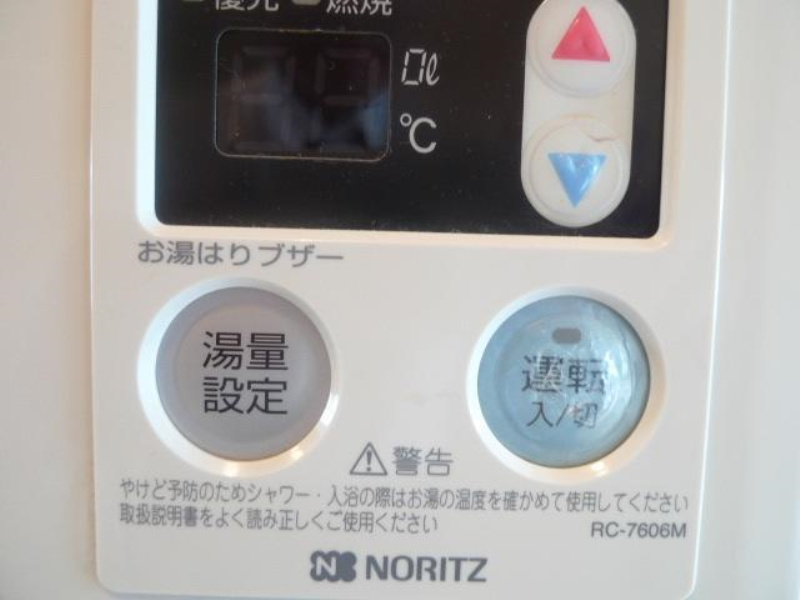 優先 燃焼
0ℓ
℃
お湯はりブザー
湯量
設定
運転
入/切
警告
やけど予防のためシャワー・入浴の際はお湯の温度を確かめて使用してください
取扱説明書をよく読み正しくご使用ください
RC-7606M
NORITZ